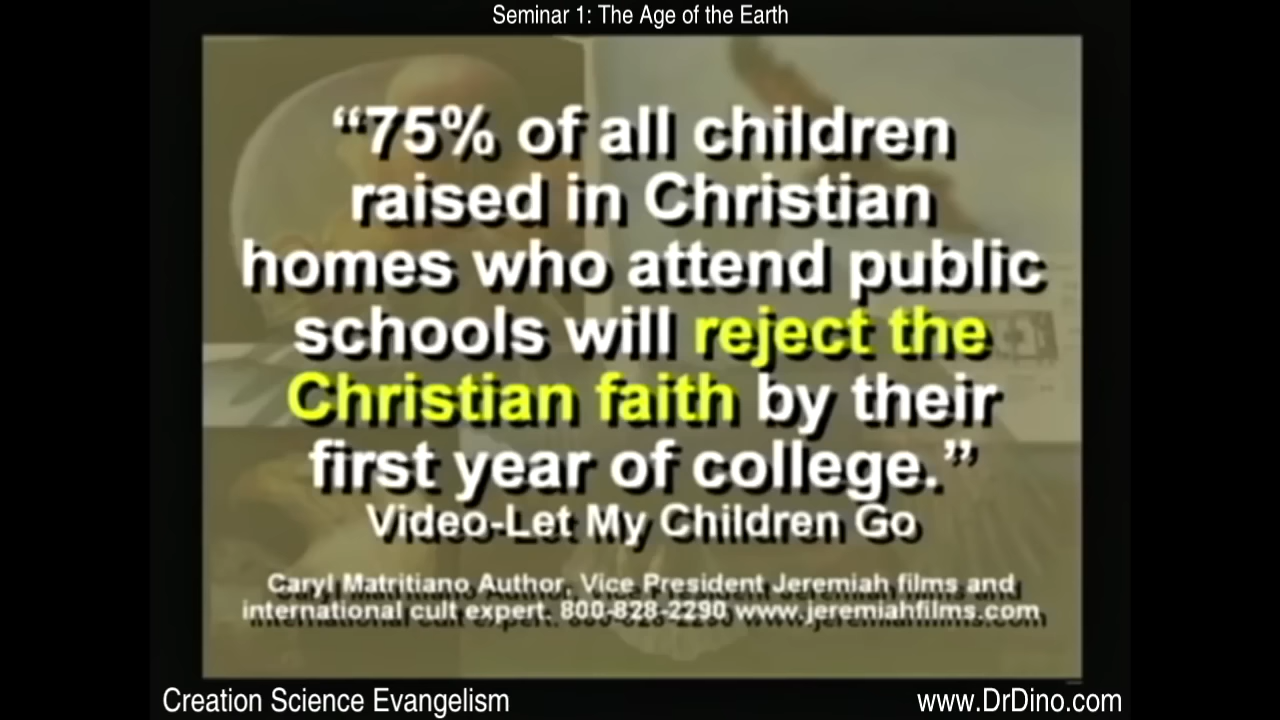 Seminar 1: The Age of the Earth
“75% of all children
raised in Christian
homes who attend public
schools will reject the
Christian faith by their
first year of college.”
Video-Let My Children Go
Caryl Matritiano Author, Vice President Jeremiah films and
international cult expert. 800-828-2290 www.jeremiahfilms.com
Creation Science Evangelism
www.DrDino.com